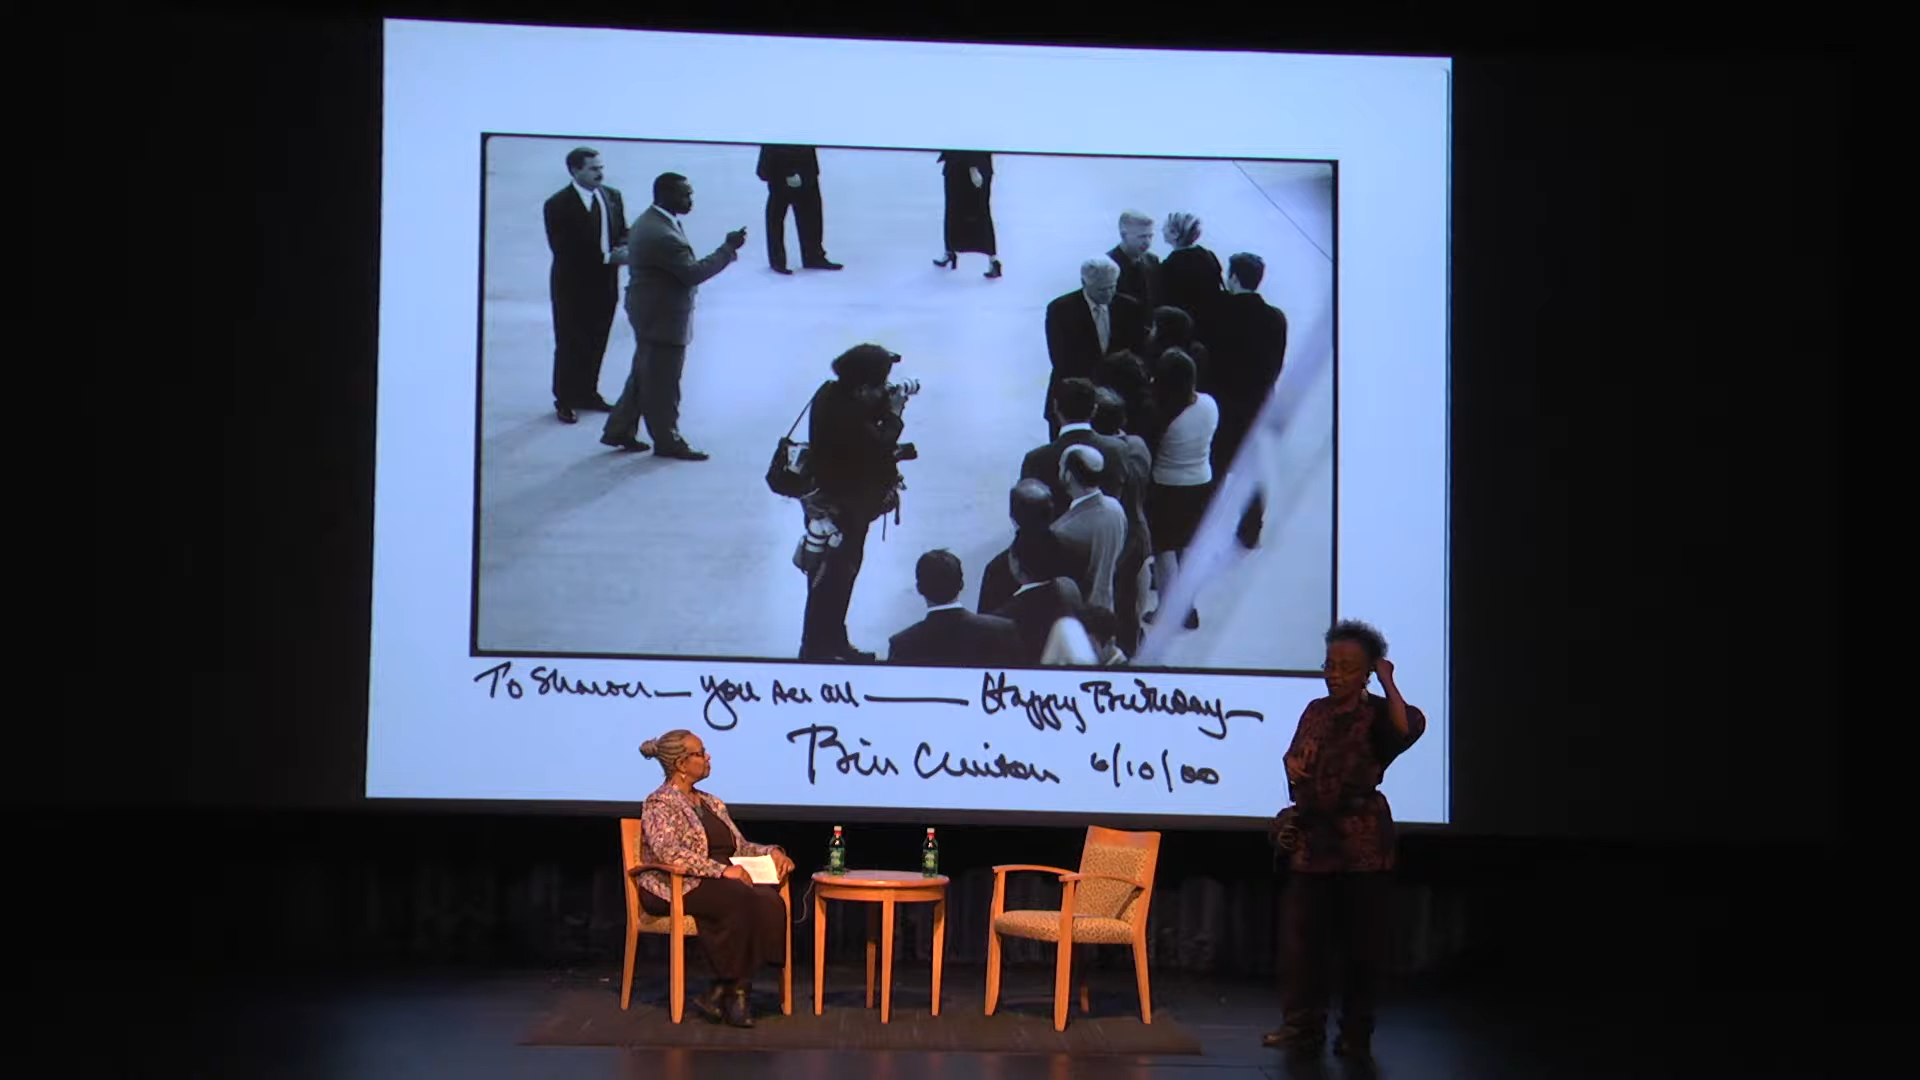 To Sharon — you are all — Happy Birthday —
Bill Clinton 6/10/00